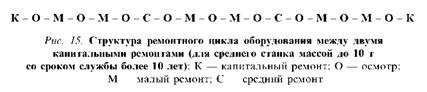 К – О – М – О – М – О – С – О – М – О – М – О – С – О – М – О – М – О – К
Рис. 15. Структура ремонтного цикла оборудования между двумя
капитальными ремонтами (для среднего станка массой до 10 т
со сроком службы более 10 лет): К — капитальный ремонт; О — осмотр;
М — малый ремонт; С — средний ремонт